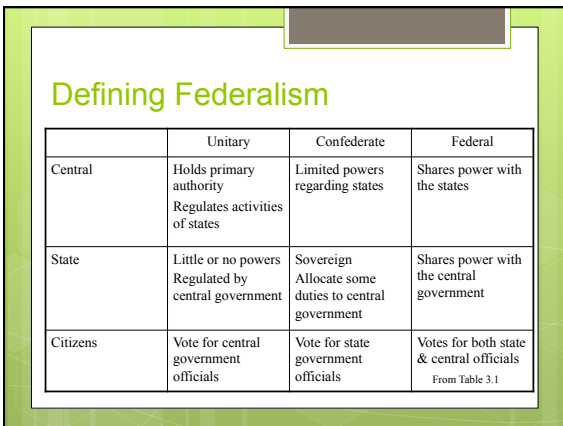 Defining Federalism
Unitary Confederate Federal
Central
Holds primary
authority
Regulates activities
of states
Limited powers
regarding states
Shares power with
the states
State
Little or no powers
Regulated by
central government
Sovereign
Allocate some
duties to central
government
Shares power with
the central
government
Citizens
Vote for central
government
officials
Vote for state
government
officials
Votes for both state
& central officials
From Table 3.1